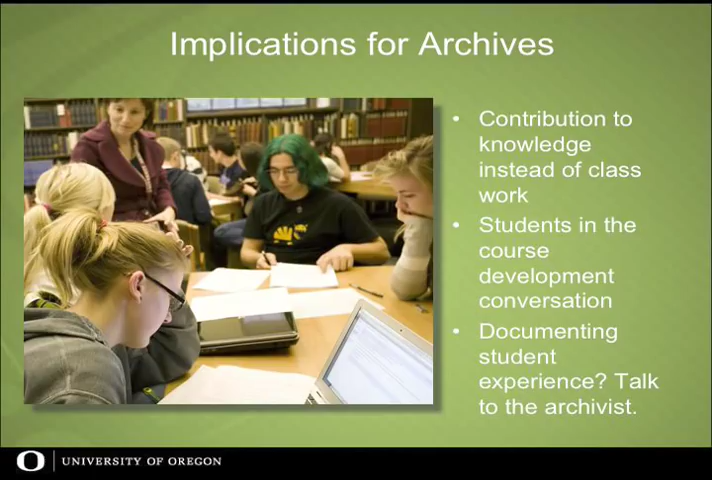 Implications for Archives
• Contribution to
knowledge
instead of class
work
• Students in the
course
development
conversation
• Documenting
student
experience? Talk
to the archivist.
O UNIVERSITY OF OREGON